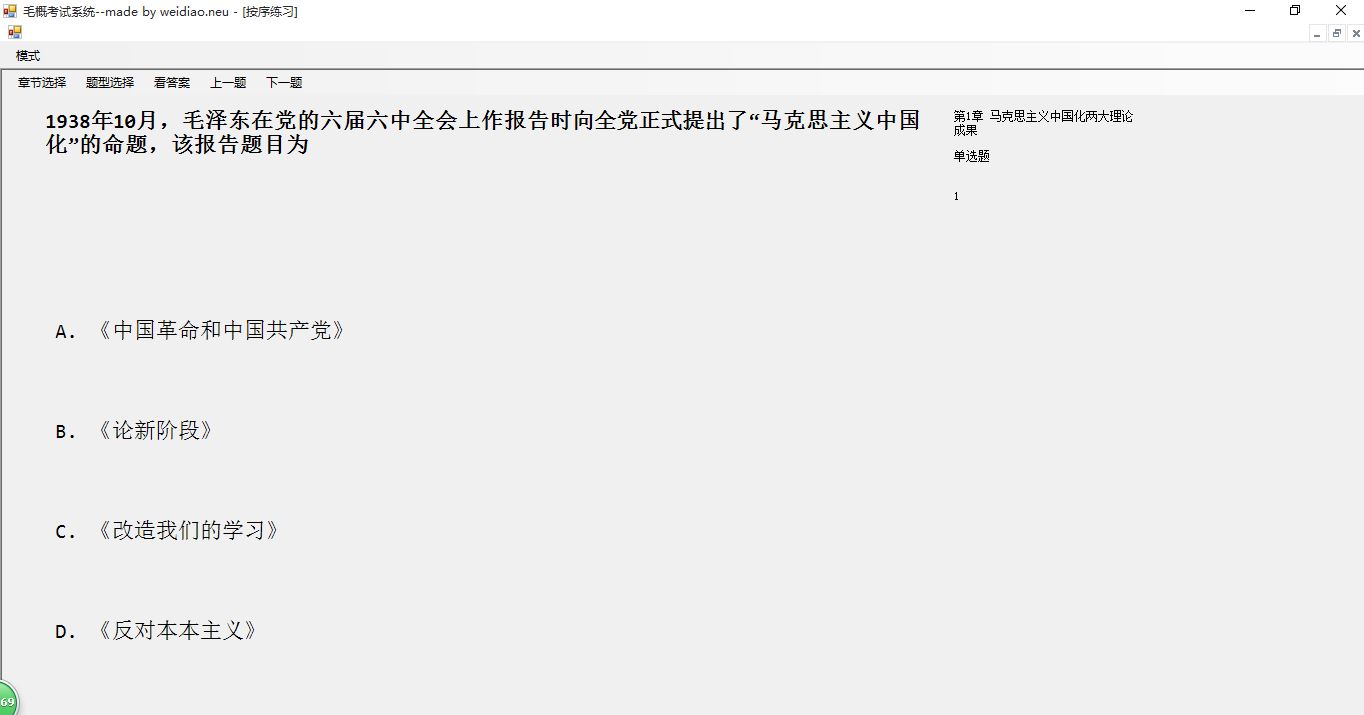 毛概考试系统--made by weidiao.neu - [按序练习]
模式
章节选择 题型选择 看答案 上一题 下一题
1938年10月，毛泽东在党的六届六中全会上作报告时向全党正式提出了“马克思主义中国
化”的命题，该报告题目为
第1章 马克思主义中国化两大理论
成果
单选题
1
A. 《中国革命和中国共产党》
B. 《论新阶段》
C. 《改造我们的学习》
D. 《反对本本主义》
69